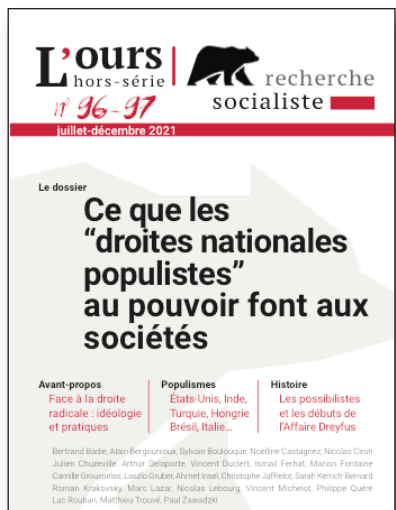 L'ours
hors-série
recherche
socialiste
n° 96-97
juillet-décembre 2021
Le dossier
Ce que les
“droites nationales
populistes”
au pouvoir font aux
sociétés
Avant-propos
Face à la droite
radicale : idéologie
et pratiques
Populismes
États-Unis, Inde,
Turquie, Hongrie
Brésil, Italie...
Histoire
Les possibilistes
et les débuts de
l'Affaire Dreyfus
Bertrand Badie, Alain Bergounioux, Sylvain Boulouque, Noëlline Castagnez, Nicolas Ciron
Julien Chuzeville, Arthur Delaporte, Vincent Duclert, Ismail Ferhat, Marion Fontaine
Camille Grousselas, Laszlo Gruber, Ahmet Insel, Christophe Jaffrelot, Sarah Kerrich-Bernard
Roman Krakovsky, Marc Lazar, Nicolas Lebourg, Vincent Michelot, Philippe Quéré
Luc Rouban, Matthieu Trouvé, Paul Zawadzki